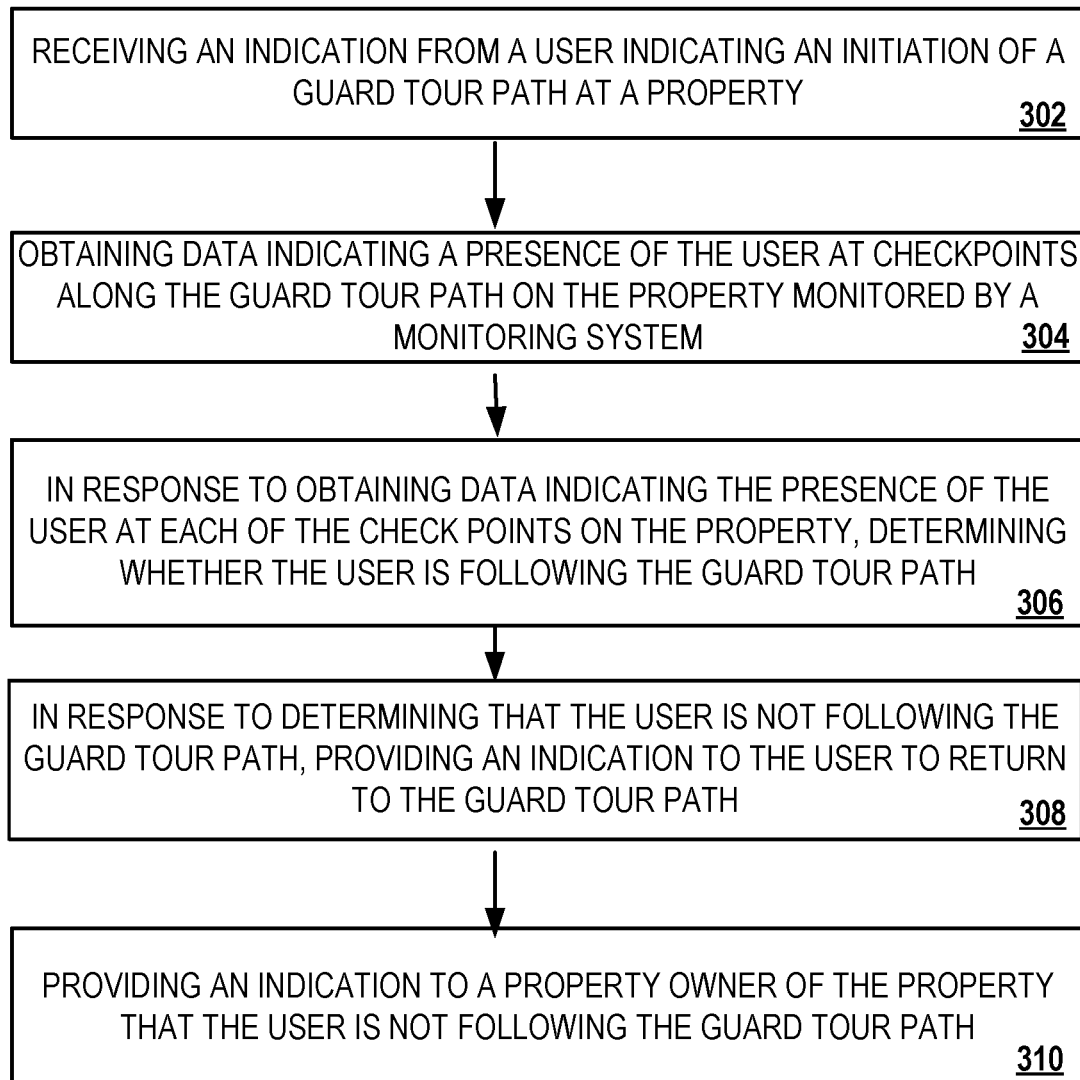 RECEIVING AN INDICATION FROM A USER INDICATING AN INITIATION OF A
GUARD TOUR PATH AT A PROPERTY
302
OBTAINING DATA INDICATING A PRESENCE OF THE USER AT CHECKPOINTS
ALONG THE GUARD TOUR PATH ON THE PROPERTY MONITORED BY A
MONITORING SYSTEM
304
IN RESPONSE TO OBTAINING DATA INDICATING THE PRESENCE OF THE
USER AT EACH OF THE CHECK POINTS ON THE PROPERTY, DETERMINING
WHETHER THE USER IS FOLLOWING THE GUARD TOUR PATH
306
IN RESPONSE TO DETERMINING THAT THE USER IS NOT FOLLOWING THE
GUARD TOUR PATH, PROVIDING AN INDICATION TO THE USER TO RETURN
TO THE GUARD TOUR PATH
308
PROVIDING AN INDICATION TO A PROPERTY OWNER OF THE PROPERTY
THAT THE USER IS NOT FOLLOWING THE GUARD TOUR PATH
310